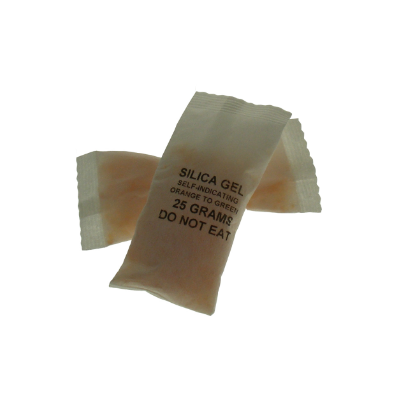 SILICA GEL
SELF-INDICATING
ORANGE TO GREEN
25 GRAMS
DO NOT EAT